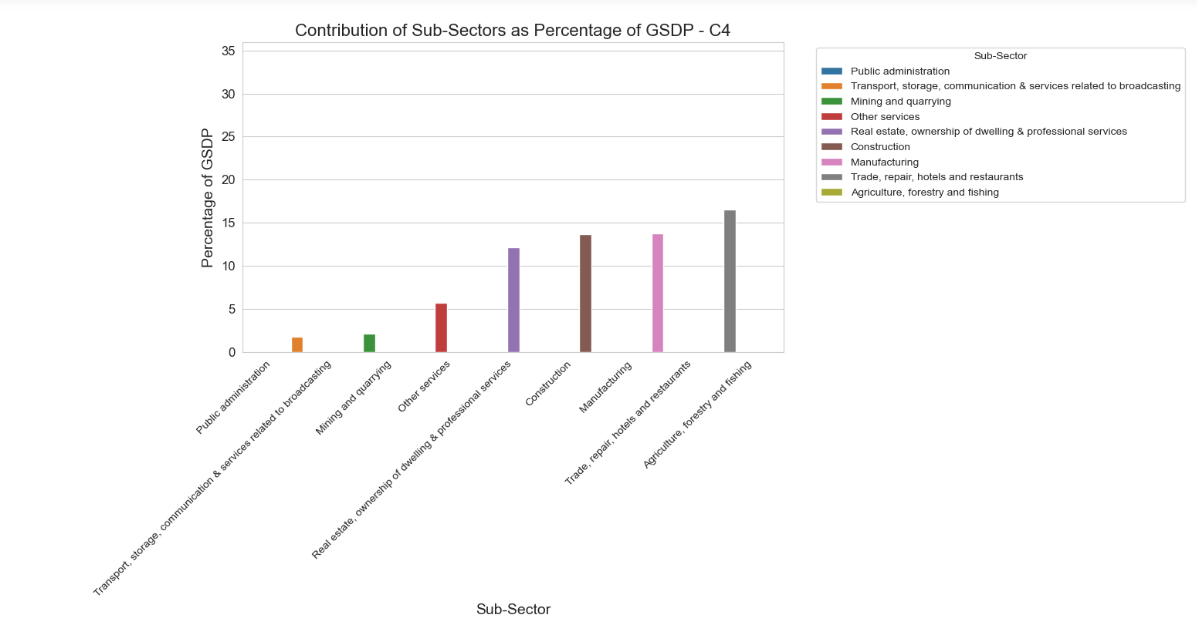 Contribution of Sub-Sectors as Percentage of GSDP - C4
Percentage of GSDP
35
30
25
20
15
10
5
0
Public administration
Transport, storage, communication & services related to broadcasting
Mining and quarrying
Other services
Real estate, ownership of dwelling & professional services
Construction
Manufacturing
Trade, repair, hotels and restaurants
Agriculture, forestry and fishing
Sub-Sector
Sub-Sector
Public administration
Transport, storage, communication & services related to broadcasting
Mining and quarrying
Other services
Real estate, ownership of dwelling & professional services
Construction
Manufacturing
Trade, repair, hotels and restaurants
Agriculture, forestry and fishing